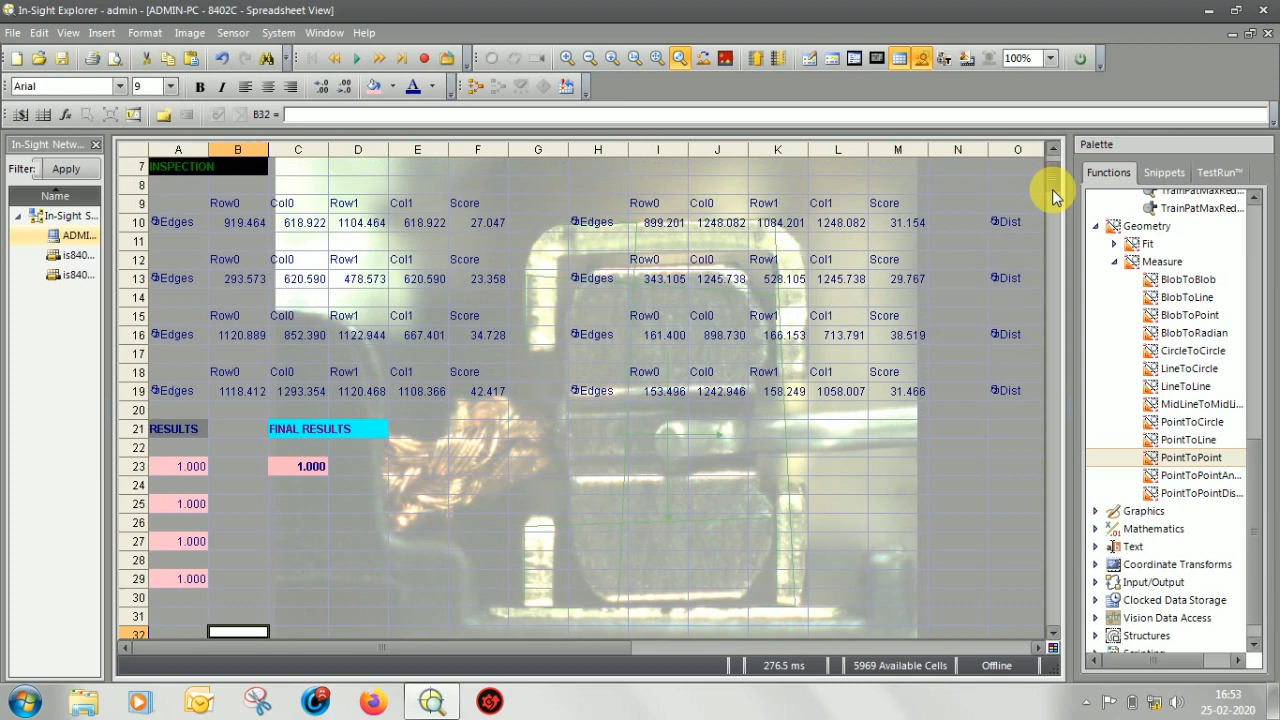 In-Sight Explorer - admin - [ADMIN-PC - 8402C - Spreadsheet View]
File Edit View Insert Format Image Sensor System Window Help
100%
Arial 9 B I U
B32 =
In-Sight Netw...
Filter: Apply
Name
In-Sight S...
ADMI...
is840...
is840...
A B C D E F G H I J K L M N O
7 INSPECTION
8
9 Row0 Col0 Row1 Col1 Score Row0 Col0 Row1 Col1 Score
10 Edges 919.464 618.922 1104.464 618.922 27.047 Edges 899.201 1248.082 1084.201 1248.082 31.154 Dist
11
12 Row0 Col0 Row1 Col1 Score Row0 Col0 Row1 Col1 Score
13 Edges 293.573 620.590 478.573 620.590 23.358 Edges 343.105 1245.738 528.105 1245.738 29.767 Dist
14
15 Row0 Col0 Row1 Col1 Score Row0 Col0 Row1 Col1 Score
16 Edges 1120.889 852.390 1122.944 667.401 34.728 Edges 161.400 898.730 166.153 713.791 38.519 Dist
17
18 Row0 Col0 Row1 Col1 Score Row0 Col0 Row1 Col1 Score
19 Edges 1118.412 1293.354 1120.468 1108.366 42.417 Edges 153.496 1242.946 158.249 1058.007 31.466 Dist
20
21 RESULTS FINAL RESULTS
22
23 1.000 1.000
24
25 1.000
26
27 1.000
28
29 1.000
30
31
32
276.5 ms 5969 Available Cells Offline
Palette
Functions Snippets TestRun™
TrainPatMaxRed...
TrainPatMaxRed...
Geometry
Fit
Measure
BlobToBlob
BlobToLine
BlobToPoint
BlobToRadian
CircleToCircle
LineToCircle
LineToLine
MidLineToMidLi...
PointToCircle
PointToLine
PointToPoint
PointToPointAn...
PointToPointDis...
Graphics
Mathematics
Text
Coordinate Transforms
Input/Output
Clocked Data Storage
Vision Data Access
Structures
16:53
25-02-2020